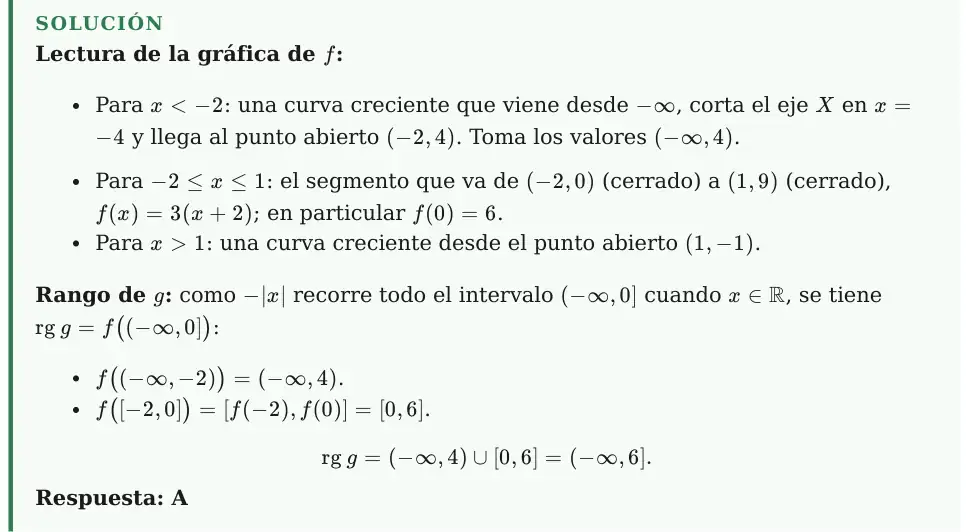 SOLUCIÓN
Lectura de la gráfica de f:
• Para x < −2: una curva creciente que viene desde −∞, corta el eje X en x =
−4 y llega al punto abierto (−2, 4). Toma los valores (−∞, 4).
• Para −2 ≤ x ≤ 1: el segmento que va de (−2, 0) (cerrado) a (1, 9) (cerrado),
f(x) = 3(x + 2); en particular f(0) = 6.
• Para x > 1: una curva creciente desde el punto abierto (1, −1).
Rango de g: como −|x| recorre todo el intervalo (−∞, 0] cuando x ∈ ℝ, se tiene
rg g = f((−∞, 0]):
• f((−∞, −2)) = (−∞, 4).
• f([−2, 0]) = [f(−2), f(0)] = [0, 6].
rg g = (−∞, 4) ∪ [0, 6] = (−∞, 6].
Respuesta: A